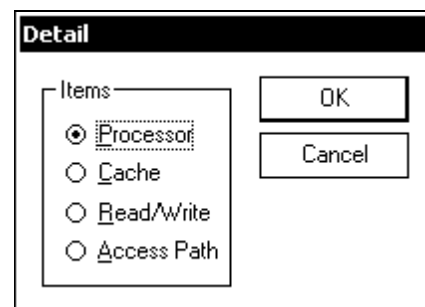 Detail
Items
Processor
Cache
Read/Write
Access Path
OK
Cancel